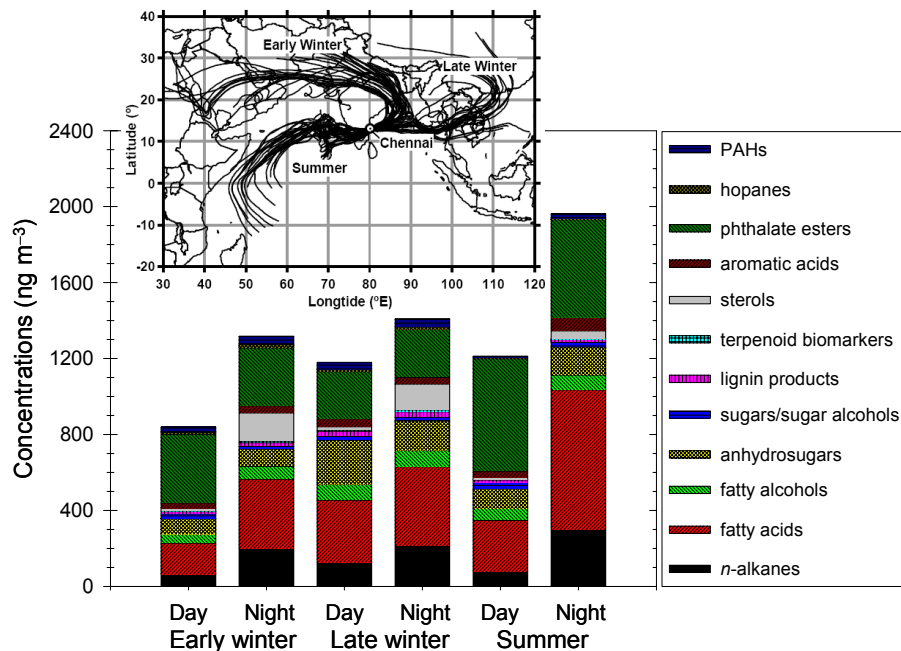 40
30
20
10
0
-10
-20
Latitude (°)
Early Winter
Late Winter
Chennai
Summer
30 40 50 60 70 80 90 100 110 120
Longtide (°E)
2400
2000
1600
1200
800
400
0
Concentrations (ng m⁻³)
Day Night Day Night Day Night
Early winter Late winter Summer
PAHs
hopanes
phthalate esters
aromatic acids
sterols
terpenoid biomarkers
lignin products
sugars/sugar alcohols
anhydrosugars
fatty alcohols
fatty acids
n-alkanes